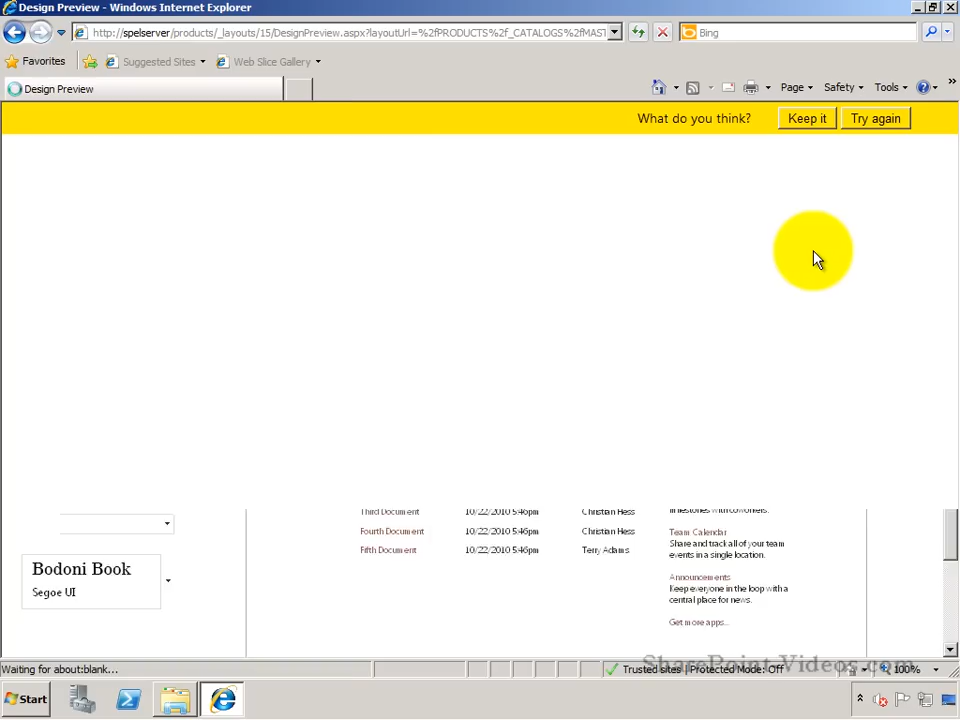 Design Preview - Windows Internet Explorer
http://spelserver/products/_layouts/15/DesignPreview.aspx?layoutUrl=%2fPRODUCTS%2f_CATALOGS%2fMAST
Bing
Favorites
Suggested Sites
Web Slice Gallery
Design Preview
Page
Safety
Tools
What do you think?
Keep it
Try again
Third Document 10/22/2010 5:46pm Christian Hess
milestones with coworkers.
Fourth Document 10/22/2010 5:46pm Christian Hess
Team Calendar
Share and track all of your team
events in a single location.
Fifth Document 10/22/2010 5:46pm Terry Adams
Bodoni Book
Segoe UI
Announcements
Keep everyone in the loop with a
central place for news.
Get more apps...
Waiting for about:blank...
Trusted sites | Protected Mode: Off
100%
SharePoint-Videos.com
Start